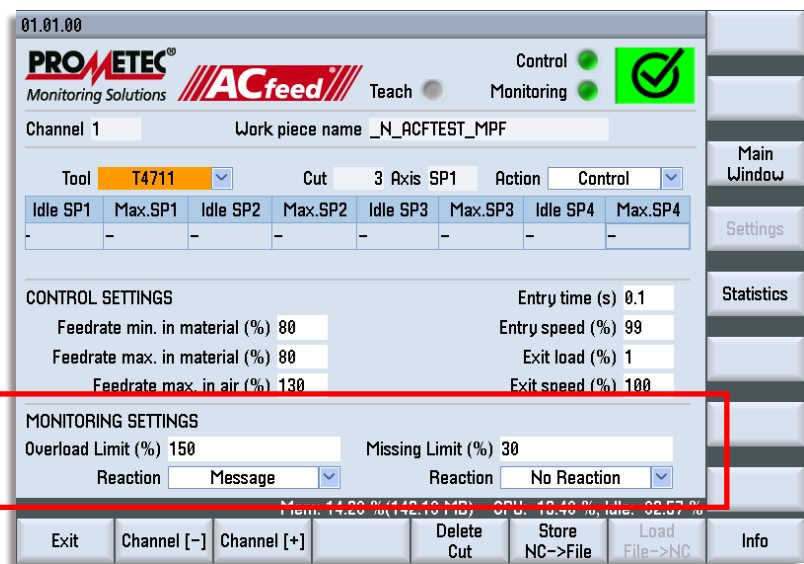 01.01.00
PROMETEC®
Monitoring Solutions
ACfeed®
Teach
Control
Monitoring
Channel 1
Work piece name _N_ACFTEST_MPF
Main
Window
Tool T4711 Cut 3 Axis SP1 Action Control
Idle SP1 Max.SP1 Idle SP2 Max.SP2 Idle SP3 Max.SP3 Idle SP4 Max.SP4
- - - - - - - -
Settings
CONTROL SETTINGS
Entry time (s) 0.1
Statistics
Feedrate min. in material (%) 80
Entry speed (%) 99
Feedrate max. in material (%) 80
Exit load (%) 1
Feedrate max. in air (%) 130
Exit speed (%) 100
MONITORING SETTINGS
Overload Limit (%) 150 Missing Limit (%) 30
Reaction Message Reaction No Reaction
Exit
Channel [-]
Channel [+]
Delete
Cut
Store
NC->File
Load
File->NC
Info